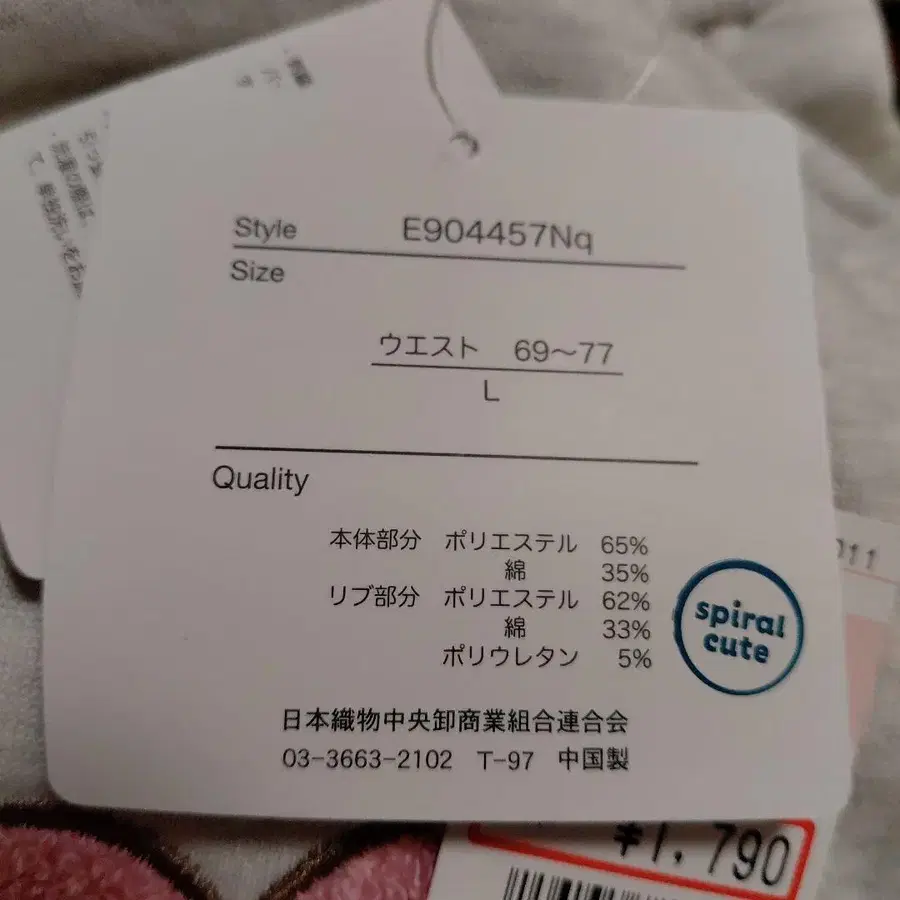 Style E904457Nq
Size
ウエスト 69～77
L
Quality
本体部分 ポリエステル 65%
綿 35%
リブ部分 ポリエステル 62%
綿 33%
ポリウレタン 5%
spiral
cute
日本織物中央卸商業組合連合会
03-3663-2102 T-97 中国製
¥1,790